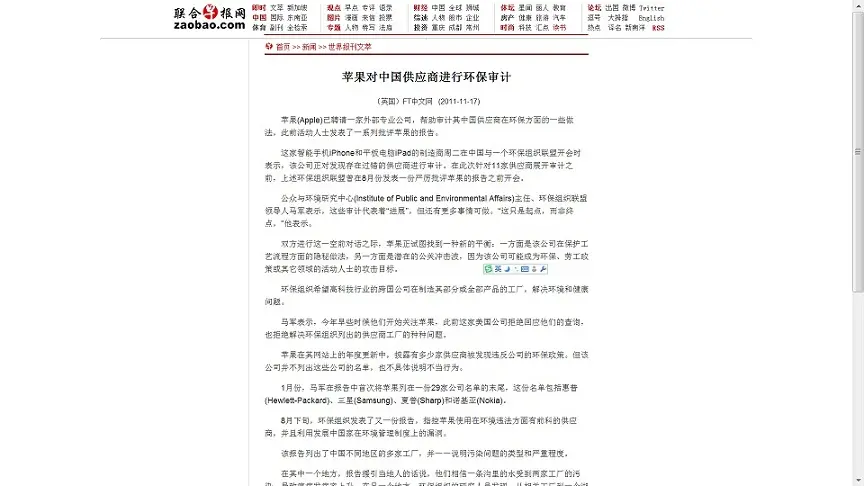 联合早报网
zaobao.com
即时 文萃 新加坡
中国 国际 东南亚
体育 副刊 全检索
观点 早点 专评 语录
图片 漫画 来信 投票
专题 人物 特写 法庙
财经 中国 全球 狮城
综述 人物 股市 企业
投资 重庆 成都 常州
体坛 星闻 丽人 教育
房产 健康 旅游 汽车
时尚 科技 汇点 读书
论坛 出国 微博 Twitter
逗号 大拇指 English
热点 译名 新南洋 RSS
首页 >> 新闻 >> 世界报刊文萃
苹果对中国供应商进行环保审计
(英国) FT中文网 (2011-11-17)
苹果(Apple)已聘请一家外部专业公司，帮助审计其中国供应商在环保方面的一些做
法，此前活动人士发表了一系列批评苹果的报告。
这家智能手机iPhone和平板电脑iPad的制造商周二在中国与一个环保组织联盟开会时
表示，该公司正对发现存在过错的供应商进行审计。在此次针对11家供应商展开审计之
前，上述环保组织联盟曾在8月份发表一份严厉批评苹果的报告之前开会。
公众与环境研究中心(Institute of Public and Environmental Affairs)主任、环保组织联盟
领导人马军表示，这些审计代表着“进展”，但还有更多事情可做。“这只是起点，而非终
点。”他表示。
双方进行这一空前对话之际，苹果正试图找到一种新的平衡：一方面是该公司在保护工
艺流程方面的隐秘做法，另一方面是潜在的公关冲击波，因为该公司可能成为环保、劳工政
策或其它领域的活动人士的攻击目标。
英
环保组织希望高科技行业的跨国公司在制造其部分或全部产品的工厂，解决环境和健康
问题。
马军表示，今年早些时候他们开始关注苹果，此前这家美国公司拒绝回应他们的查询，
也拒绝解决环保组织列出的供应商工厂的种种问题。
苹果在其网站上的年度更新中，披露有多少家供应商被发现违反公司的环保政策。但该
公司并不列出这些公司的名单，也不具体说明不当行为。
1月份，马军在报告中首次将苹果列在一份29家公司名单的末尾，这份名单包括惠普
(Hewlett-Packard)、三星(Samsung)、夏普(Sharp)和诺基亚(Nokia)。
8月下旬，环保组织发表了又一份报告，指控苹果使用在环境违法方面有前科的供应
商，并且利用发展中国家在环境管理制度上的漏洞。
该报告列出了中国不同地区的多家工厂，并一一说明污染问题的类型和严重程度。
在其中一个地方，报告援引当地人的话说，他们相信一条沟里的水受到两家工厂的污